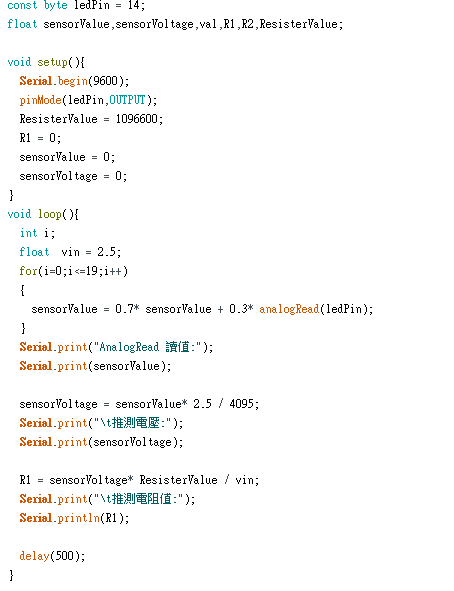 const byte ledPin = 14;
float sensorValue,sensorVoltage,val,R1,R2,ResisterValue;
void setup(){
Serial.begin(9600);
pinMode(ledPin,OUTPUT);
ResisterValue = 1096600;
R1 = 0;
sensorValue = 0;
sensorVoltage = 0;
}
void loop(){
int i;
float  vin = 2.5;
for(i=0;i<=19;i++)
{
sensorValue = 0.7* sensorValue + 0.3* analogRead(ledPin);
}
Serial.print("AnalogRead 讀值:");
Serial.print(sensorValue);
sensorVoltage = sensorValue* 2.5 / 4095;
Serial.print("\t推測電壓:");
Serial.print(sensorVoltage);
R1 = sensorVoltage* ResisterValue / vin;
Serial.print("\t推測電阻值:");
Serial.println(R1);
delay(500);
}